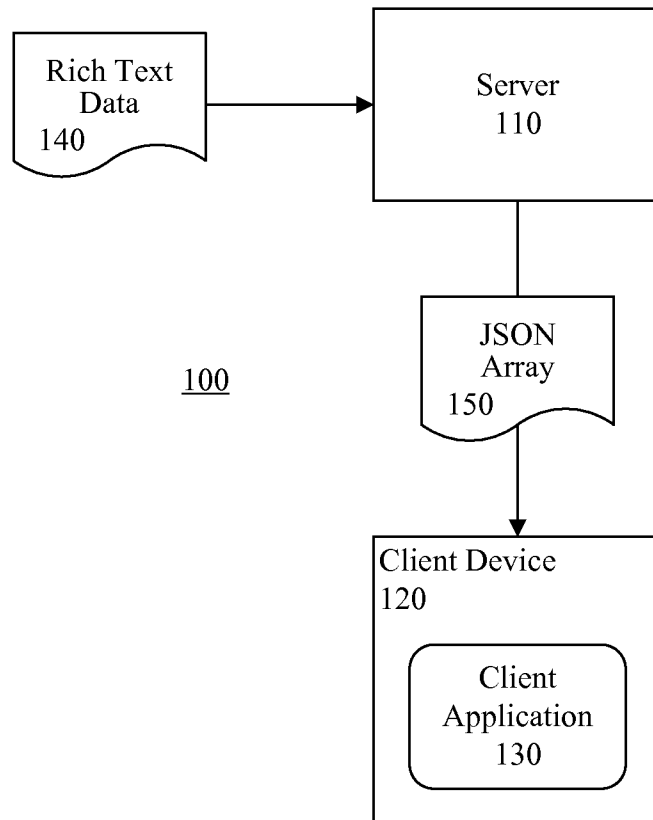 Rich Text
Data
140
Server
110
JSON
Array
150
100
Client Device
120
Client
Application
130